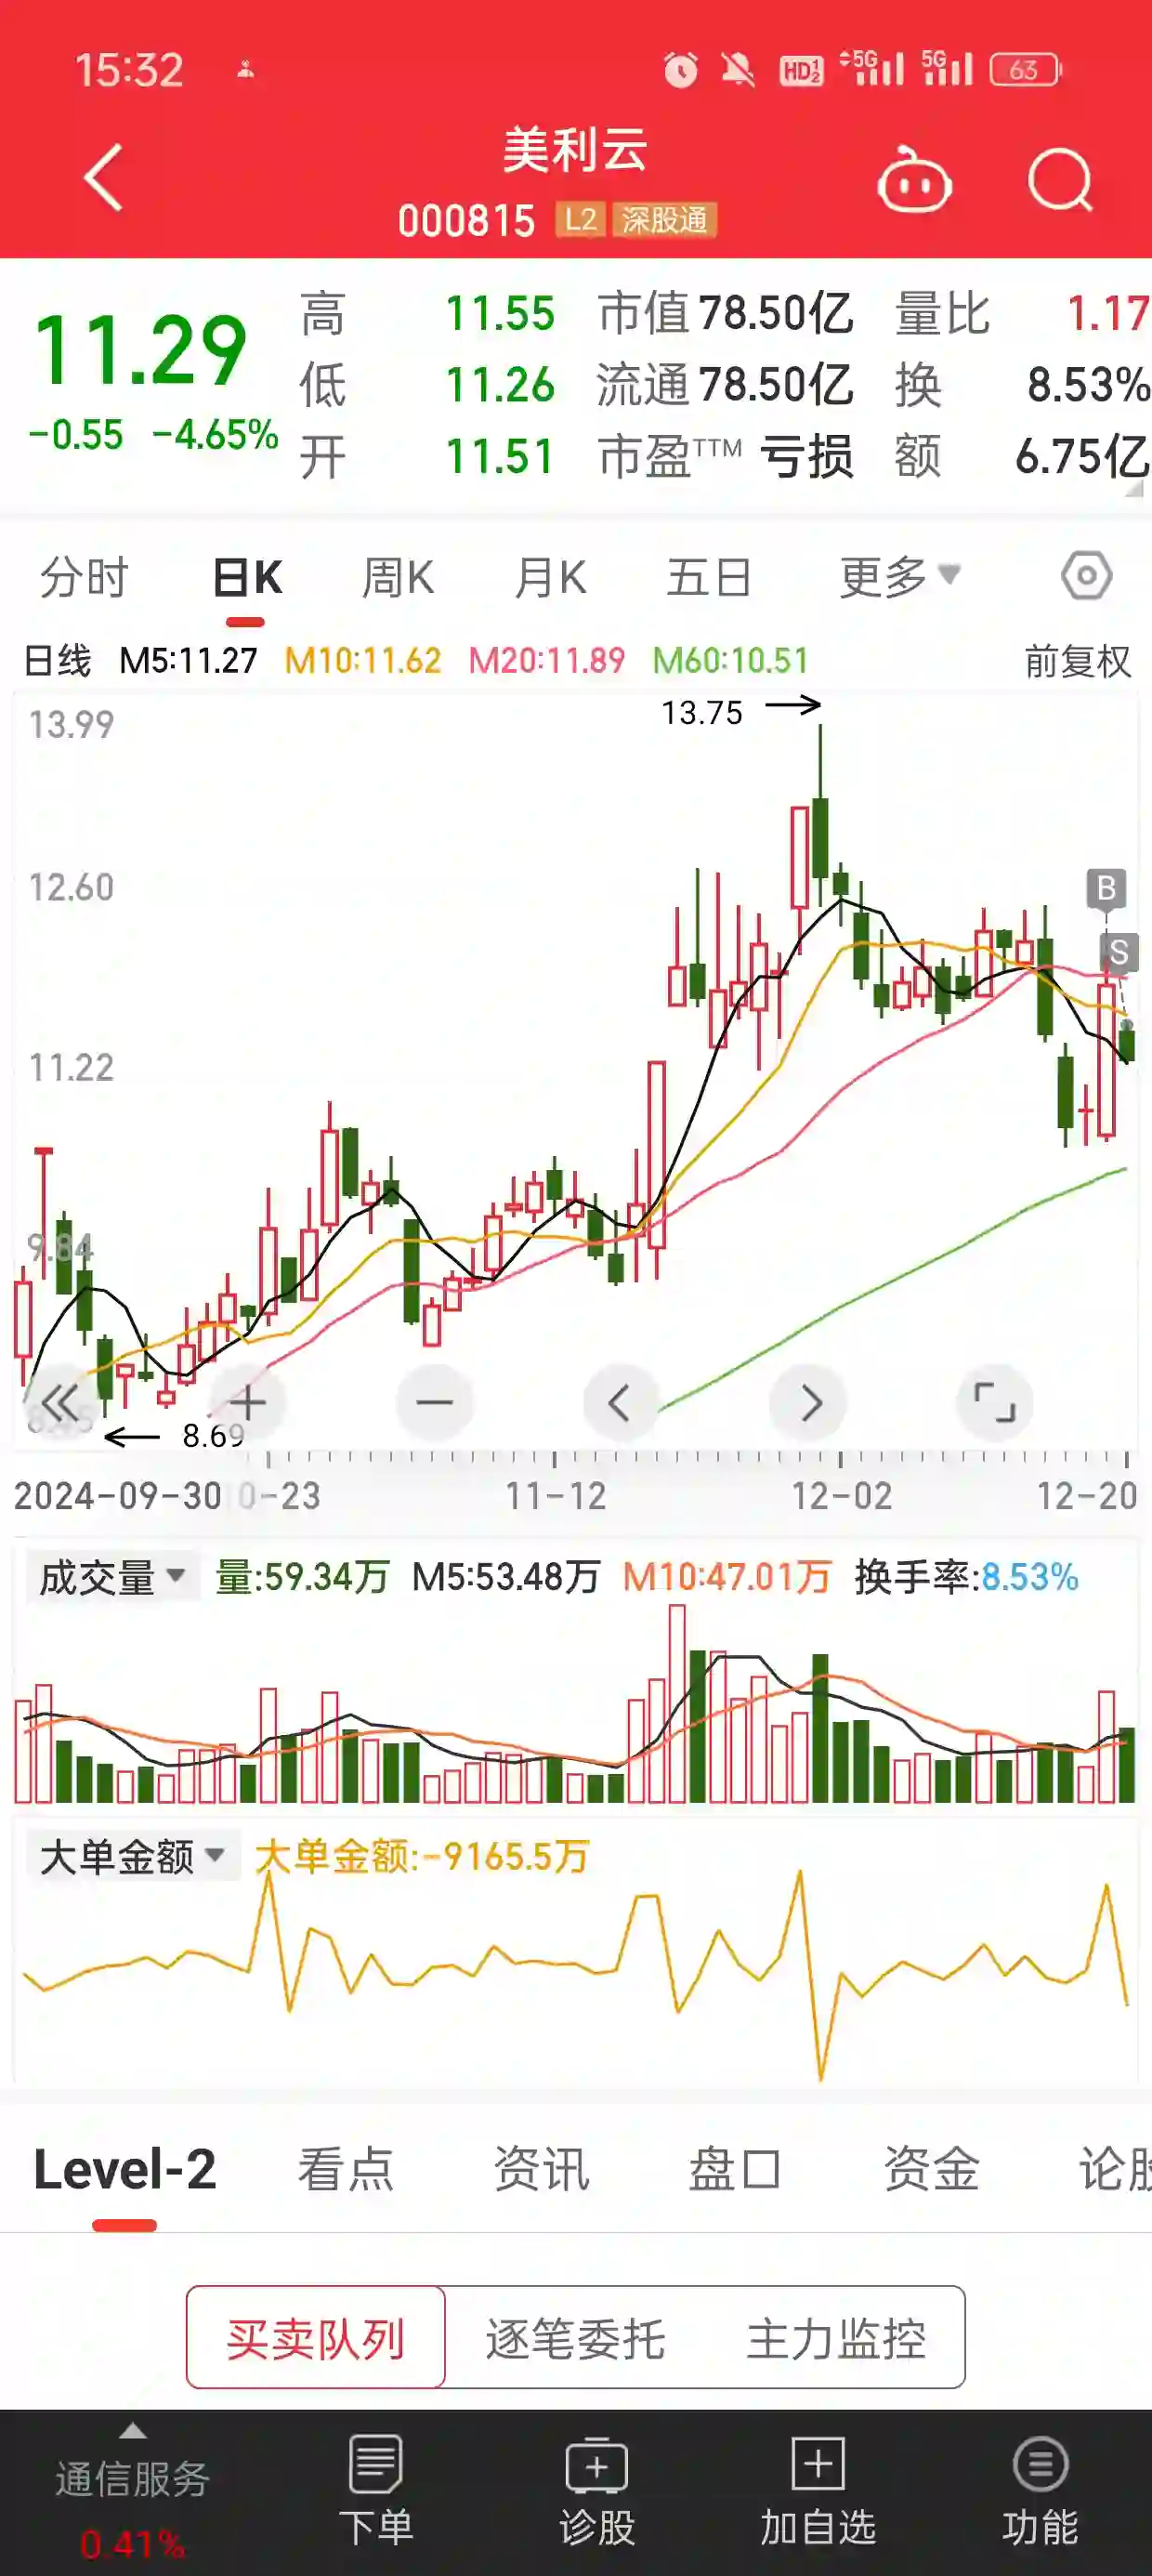 15:32 HD 1 2 5G 5G 63
美利云
000815 L2 深股通
11.29
-0.55 -4.65%
高 11.55 市值 78.50亿 量比 1.17
低 11.26 流通 78.50亿 换 8.53%
开 11.51 市盈TTM 亏损 额 6.75亿
分时 日K 周K 月K 五日 更多
日线 M5:11.27 M10:11.62 M20:11.89 M60:10.51 前复权
13.99
13.75
12.60
B
S
11.22
9.84
8.69
2024-09-30 0-23 11-12 12-02 12-20
成交量 量:59.34万 M5:53.48万 M10:47.01万 换手率:8.53%
大单金额 大单金额:-9165.5万
Level-2 看点 资讯 盘口 资金 论股
买卖队列 逐笔委托 主力监控
通信服务
0.41%
下单 诊股 加自选 功能